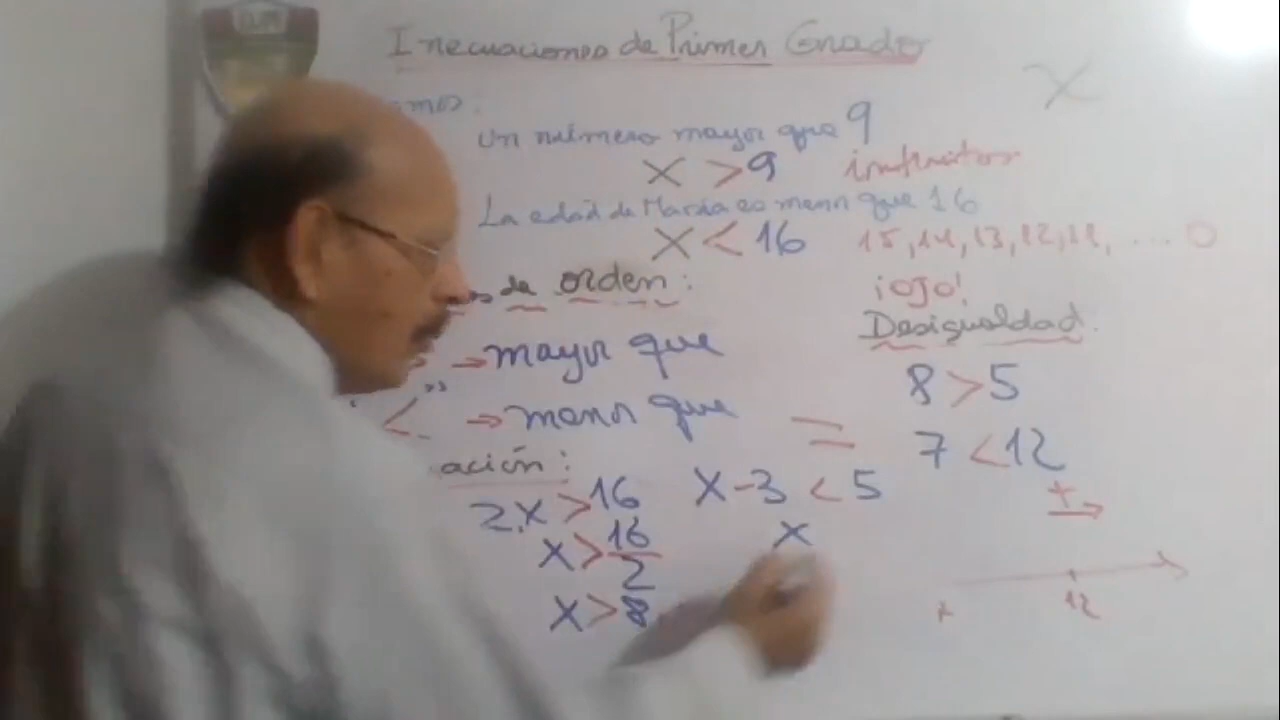 Inecuaciones de Primer Grado
X
emos:
Un número mayor que 9
X > 9 infinitos
La edad de María es menor que 16
X < 16 15, 14, 13, 12, 11, .... 0
de orden:
¡OJO!
Desigualdad.
→ mayor que
8 > 5
< " → menor que
=
7 < 12
ación:
2x > 16
x > 16
2
x > 8
X - 3 < 5
x
+ →
12